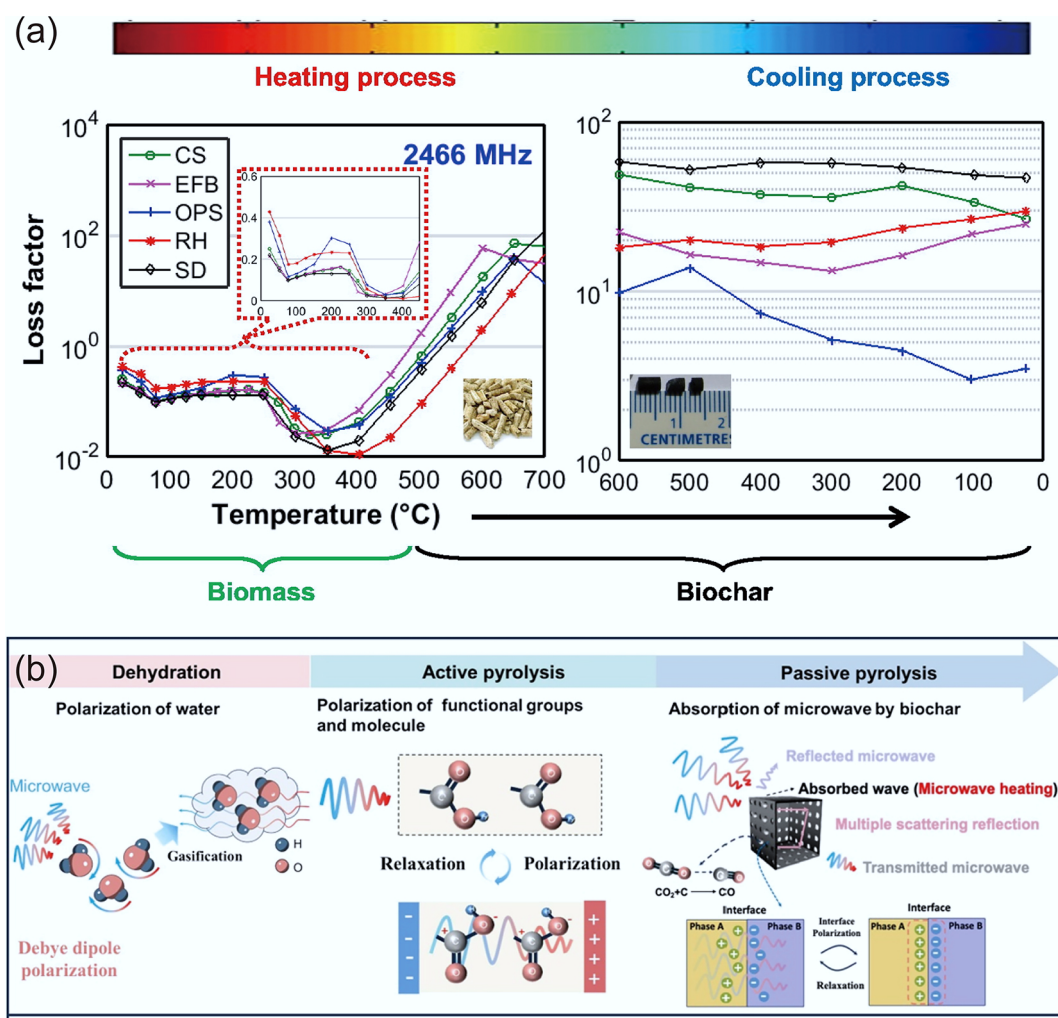 (a)
Heating process
Cooling process
10^4
10^2
10^0
10^-2
Loss factor
CS
EFB
OPS
RH
SD
2466 MHz
0.6
0.4
0.2
0
0 100 200 300 400
0 100 200 300 400 500 600 700
10^2
10^1
10^0
1 2
CENTIMETRES
600 500 400 300 200 100 0
Temperature (°C)
Biomass
Biochar
(b)
Dehydration
Active pyrolysis
Passive pyrolysis
Polarization of water
Polarization of functional groups
and molecule
Absorption of microwave by biochar
Microwave
Gasification
H
O
Debye dipole
polarization
C O H
C O H
O
O
Relaxation
Polarization
- - - -
+ + + +
Reflected microwave
Absorbed wave (Microwave heating)
Multiple scattering reflection
Transmitted microwave
CO₂+C → CO
Interface
Phase A
Phase B
Interface
Polarization
Relaxation
Interface
Phase A
Phase B